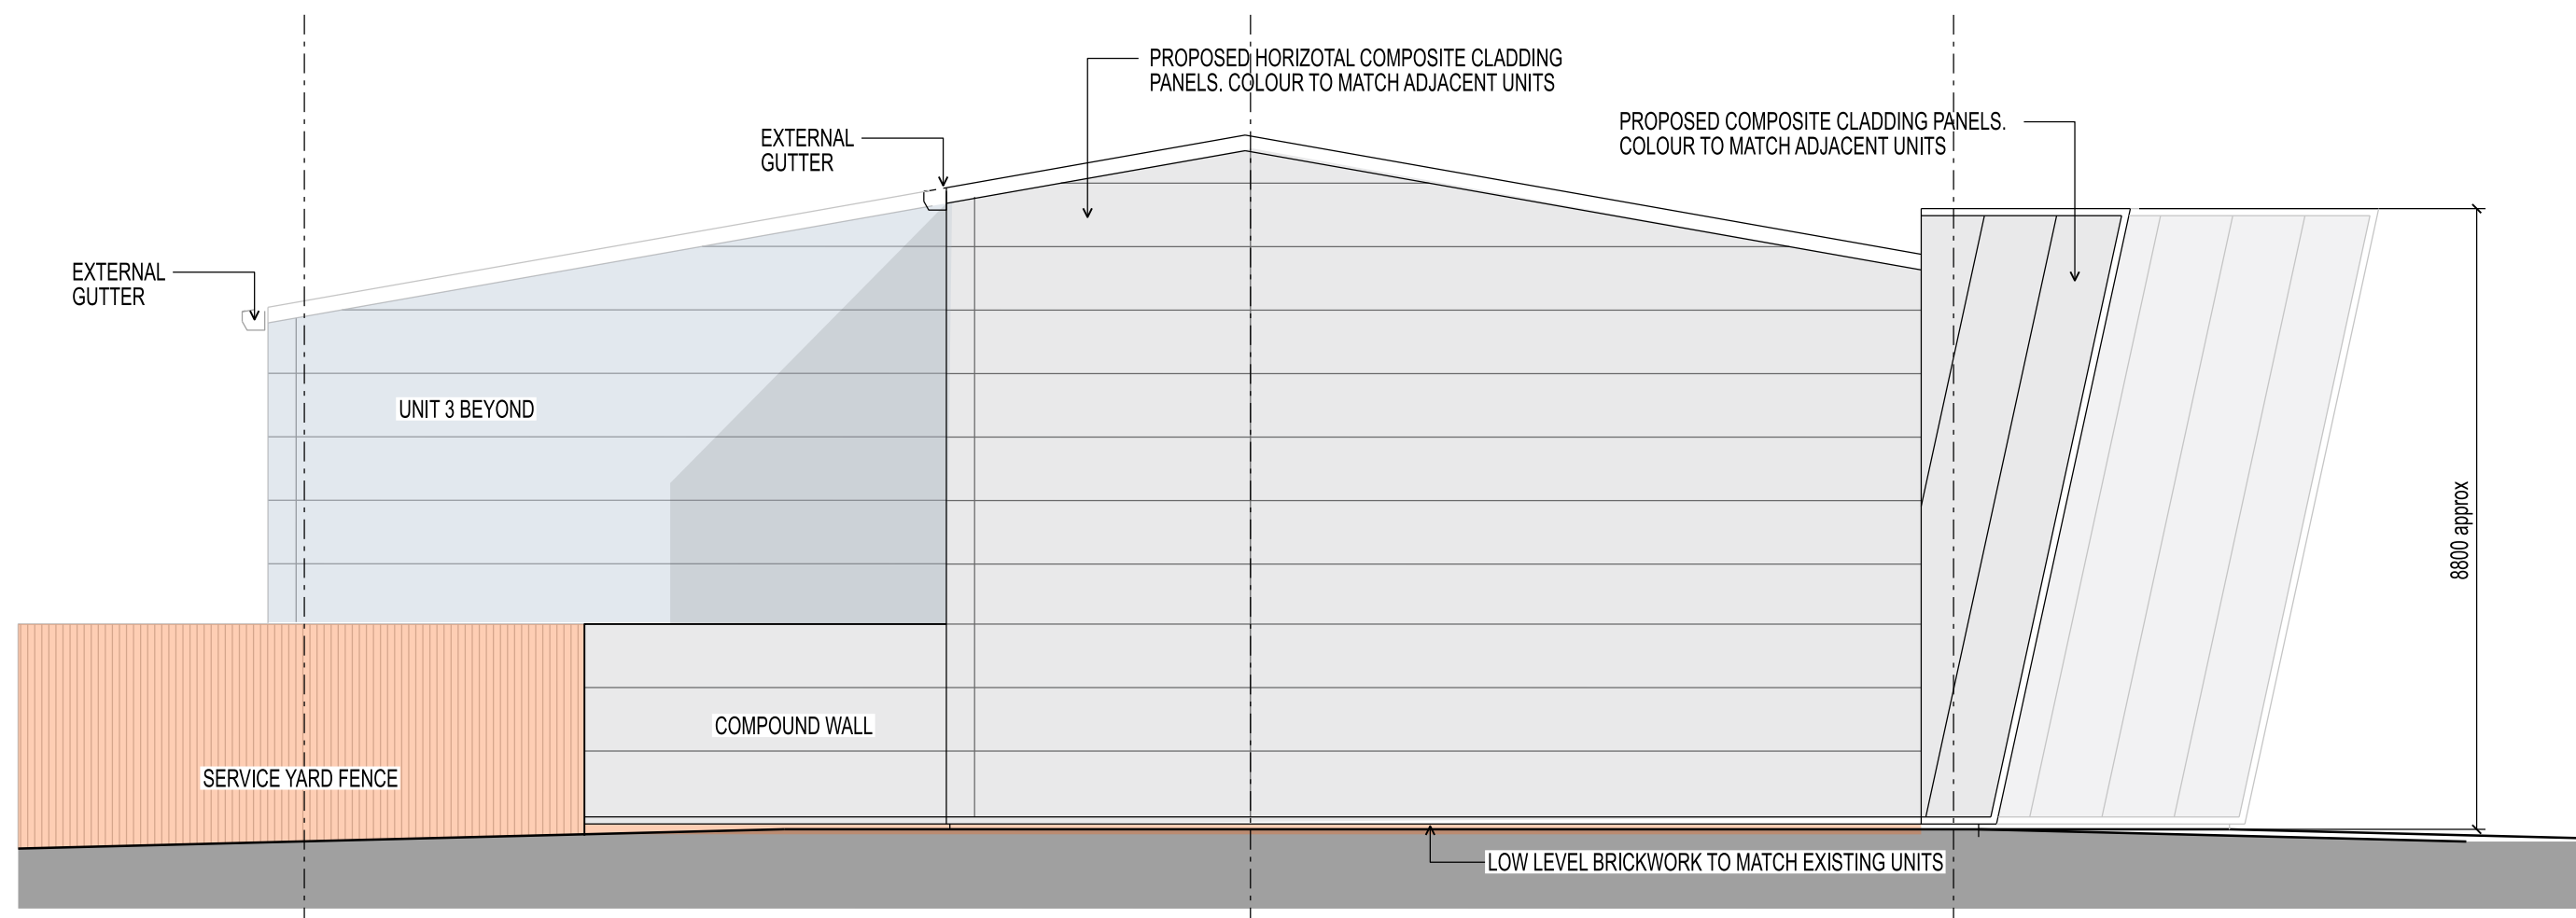 PROPOSED HORIZOTAL COMPOSITE CLADDING
PANELS. COLOUR TO MATCH ADJACENT UNITS
PROPOSED COMPOSITE CLADDING PANELS.
COLOUR TO MATCH ADJACENT UNITS
EXTERNAL
GUTTER
EXTERNAL
GUTTER
UNIT 3 BEYOND
8800 approx
COMPOUND WALL
SERVICE YARD FENCE
LOW LEVEL BRICKWORK TO MATCH EXISTING UNITS